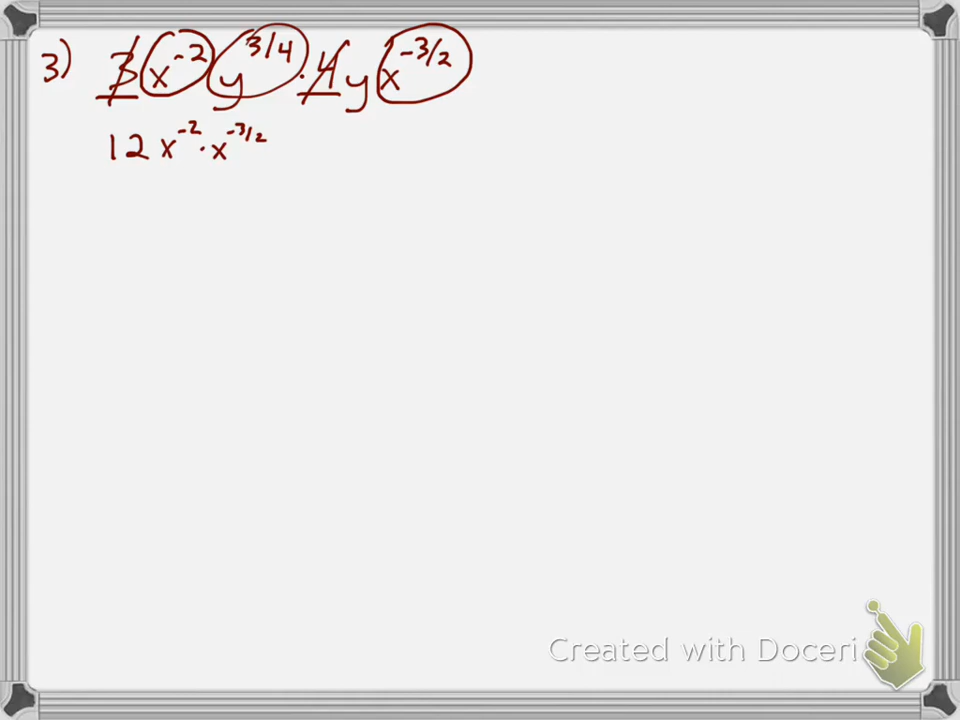 3) 3x^{-2} y^{3/4} · 4y x^{-3/2}
12 x^{-2} · x^{-3/2}
Created with Doceri